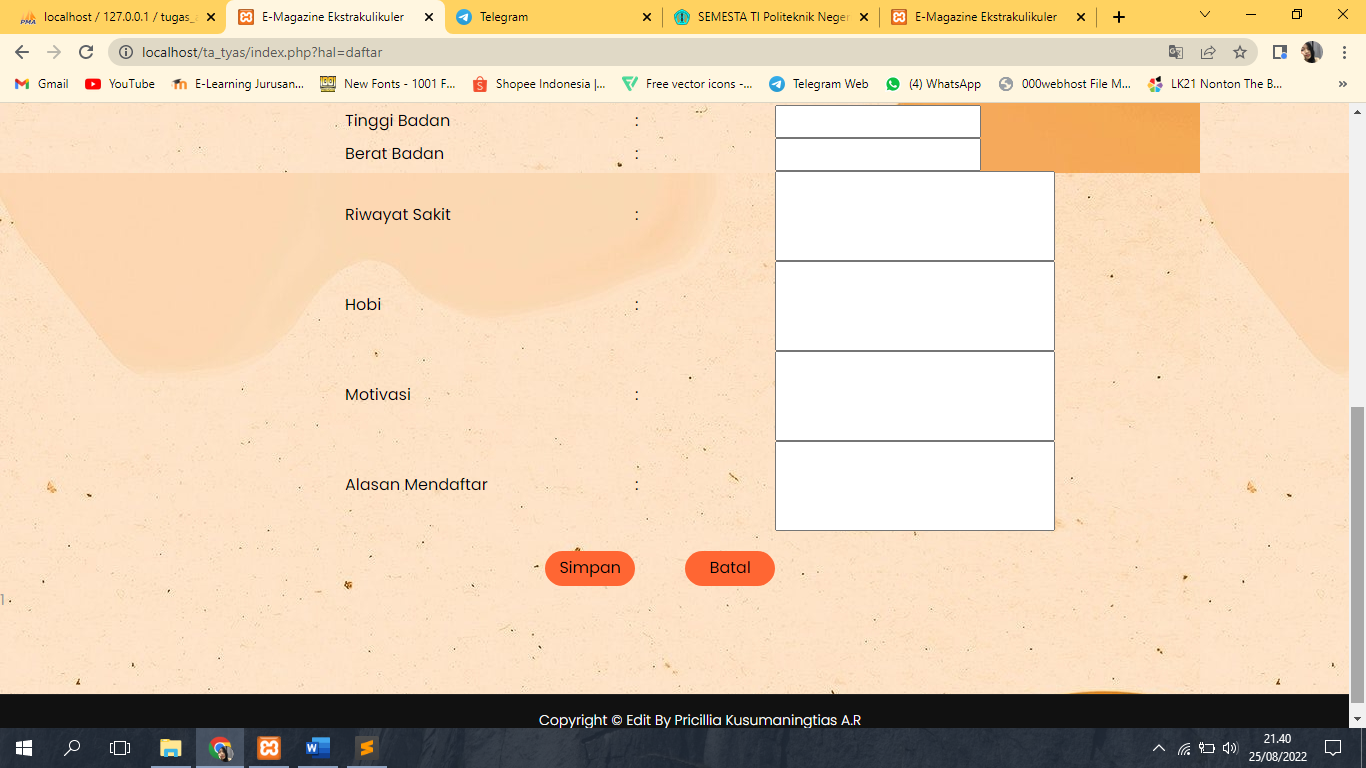 localhost / 127.0.0.1 / tugas_a
E-Magazine Ekstrakulikuler
Telegram
SEMESTA TI Politeknik Neger
E-Magazine Ekstrakulikuler
localhost/ta_tyas/index.php?hal=daftar
Gmail
YouTube
E-Learning Jurusan...
New Fonts - 1001 F...
Shopee Indonesia |...
Free vector icons -...
Telegram Web
(4) WhatsApp
000webhost File M...
LK21 Nonton The B...
»
Tinggi Badan :
Berat Badan :
Riwayat Sakit :
Hobi :
Motivasi :
Alasan Mendaftar :
Simpan Batal
1
Copyright © Edit By Pricillia Kusumaningtias A.R
21.40
25/08/2022